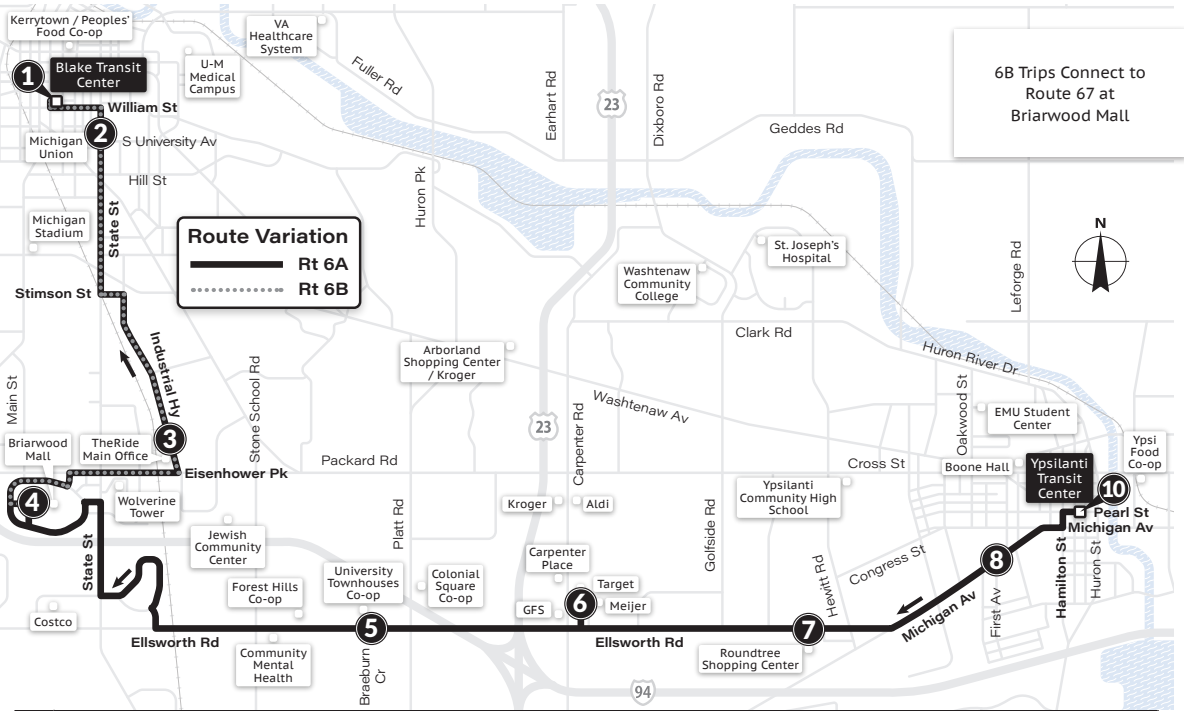 Kerrytown / Peoples'
Food Co-op
VA
Healthcare
System
1
Blake Transit
Center
U-M
Medical
Campus
Fuller Rd
Earhart Rd
23
Dixboro Rd
Geddes Rd
6B Trips Connect to
Route 67 at
Briarwood Mall
William St
2
S University Av
Michigan
Union
Hill St
Huron Pk
State St
Michigan
Stadium
Route Variation
Rt 6A
Rt 6B
St. Joseph's
Hospital
Washtenaw
Community
College
Leforge Rd
N
Stimson St
Industrial Hy
Clark Rd
Huron River Dr
Arborland
Shopping Center
/ Kroger
Stone School Rd
Main St
Washtenaw Av
23
Carpenter Rd
Oakwood St
EMU Student
Center
Briarwood
Mall
TheRide
Main Office
3
Eisenhower Pk
Packard Rd
Cross St
Boone Hall
Ypsilanti
Transit
Center
Ypsi
Food
Co-op
10
Pearl St
Michigan Av
4
Wolverine
Tower
Kroger
Aldi
Ypsilanti
Community High
School
Platt Rd
Golfside Rd
State St
Jewish
Community
Center
Forest Hills
Co-op
University
Townhouses
Co-op
Colonial
Square
Co-op
Carpenter
Place
Target
Meijer
GFS
6
Hewitt Rd
Congress St
8
Hamilton St
Huron St
First Av
Michigan Av
Costco
Ellsworth Rd
5
Ellsworth Rd
7
Roundtree
Shopping Center
Community
Mental
Health
Braeburn
Cr
94